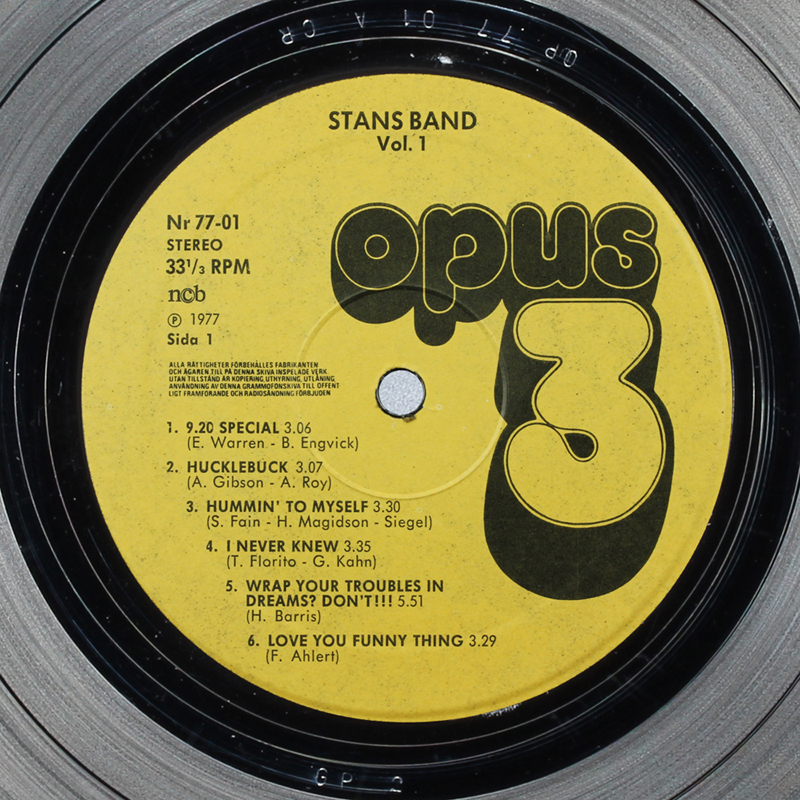 OP 77 01 A CR
STANS BAND
Vol. 1
opus
3
Nr 77-01
STEREO
33 1/3 RPM
ncb
℗ 1977
Sida 1
ALLA RÄTTIGHETER FÖRBEHÅLLES FABRIKANTEN
OCH ÄGAREN TILL PÅ DENNA SKIVA INSPELADE VERK.
UTAN TILLSTÅND ÄR KOPIERING, UTHYRNING, UTLÅNING,
ANVÄNDNING AV DENNA GRAMMOFONSKIVA TILL OFFENT
LIGT FRAMFÖRANDE OCH RADIOSÄNDNING FÖRBJUDEN
1. 9.20 SPECIAL 3.06
(E. Warren - B. Engvick)
2. HUCKLEBUCK 3.07
(A. Gibson - A. Roy)
3. HUMMIN' TO MYSELF 3.30
(S. Fain - H. Magidson - Siegel)
4. I NEVER KNEW 3.35
(T. Florito - G. Kahn)
5. WRAP YOUR TROUBLES IN
DREAMS? DON'T!!! 5.51
(H. Barris)
6. LOVE YOU FUNNY THING 3.29
(F. Ahlert)
GP 2